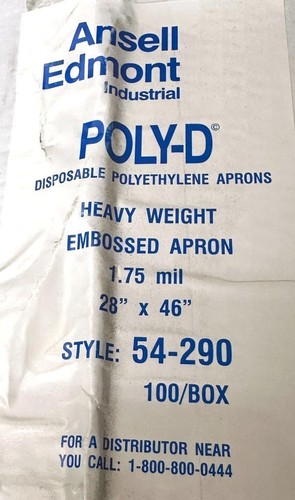 Ansell
Edmont
Industrial
POLY-D©
DISPOSABLE POLYETHYLENE APRONS
HEAVY WEIGHT
EMBOSSED APRON
1.75 mil
28" x 46"
STYLE: 54-290
100/BOX
FOR A DISTRIBUTOR NEAR
YOU CALL: 1-800-800-0444